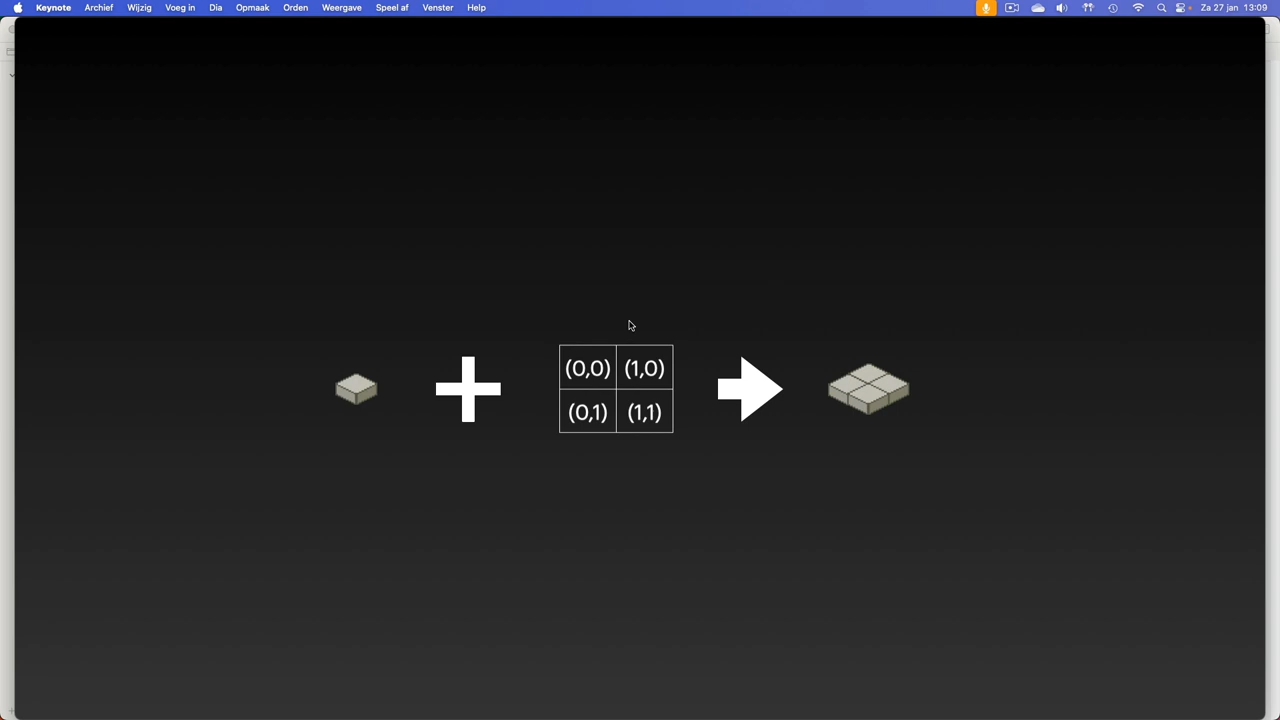 Keynote Archief Wijzig Voeg in Dia Opmaak Orden Weergave Speel af Venster Help Za 27 jan 13:09
(0,0) (1,0)
(0,1) (1,1)